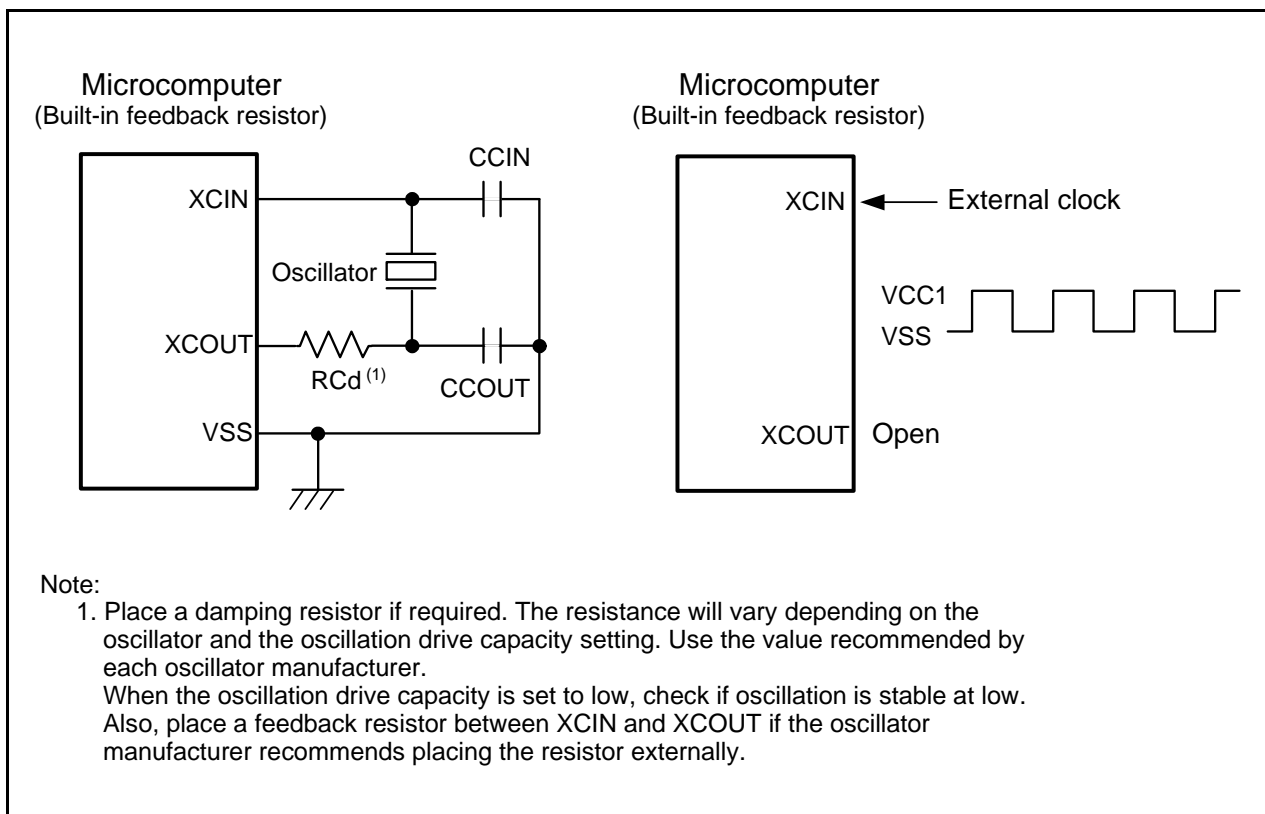 Microcomputer
(Built-in feedback resistor)
CCIN
XCIN
Oscillator
XCOUT
RCd (1)
CCOUT
VSS
Microcomputer
(Built-in feedback resistor)
XCIN
External clock
VCC1
VSS
XCOUT
Open
Note:
1. Place a damping resistor if required. The resistance will vary depending on the
oscillator and the oscillation drive capacity setting. Use the value recommended by
each oscillator manufacturer.
When the oscillation drive capacity is set to low, check if oscillation is stable at low.
Also, place a feedback resistor between XCIN and XCOUT if the oscillator
manufacturer recommends placing the resistor externally.